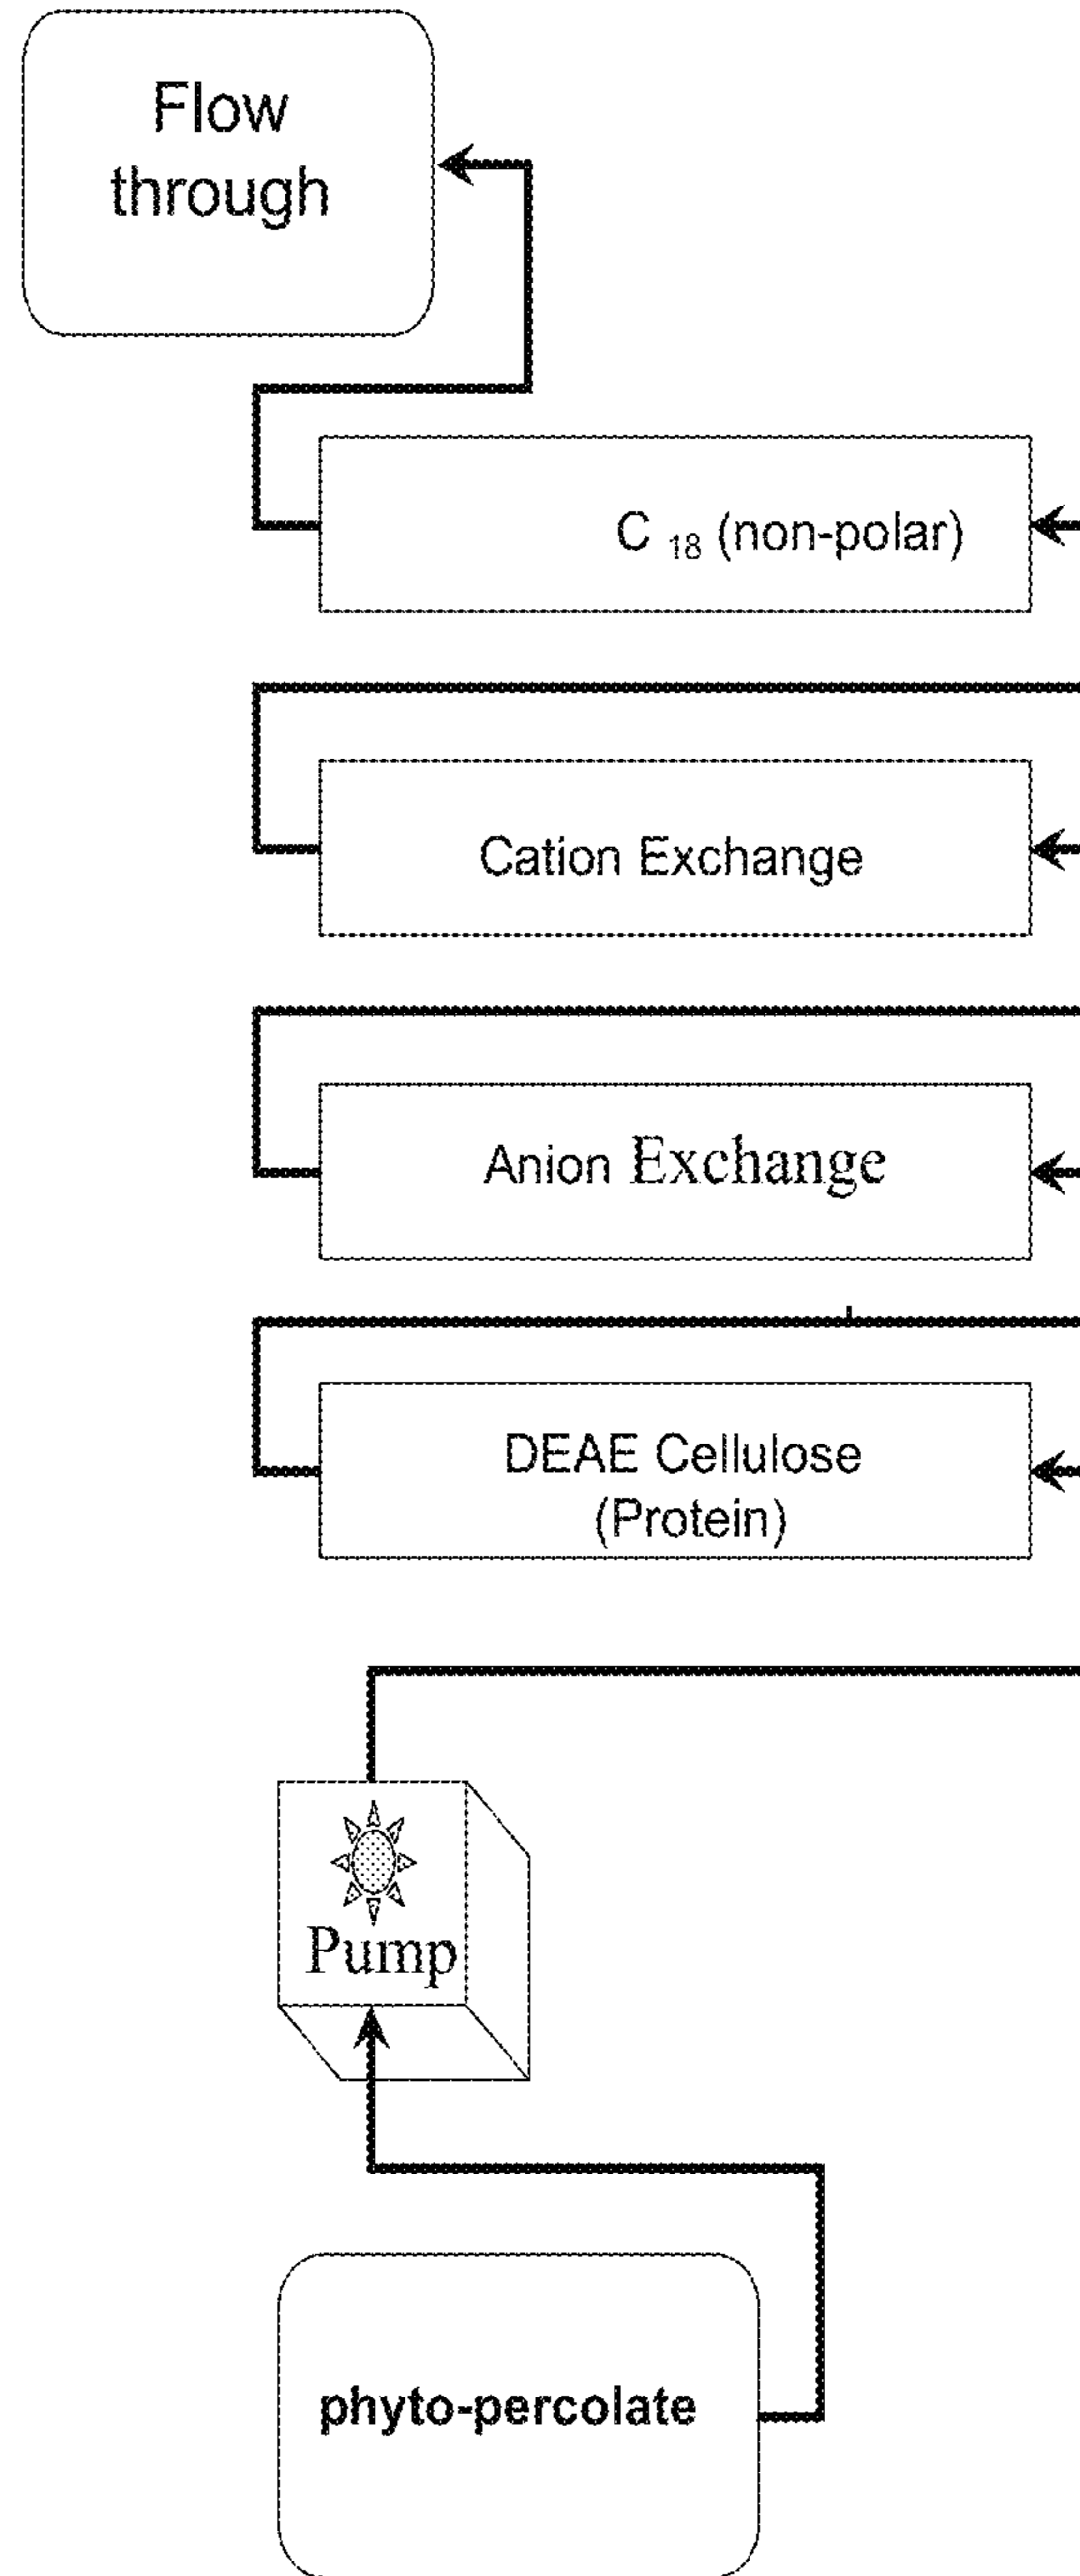 Flow
through
C 18 (non-polar)
Cation Exchange
Anion Exchange
DEAE Cellulose
(Protein)
Pump
phyto-percolate